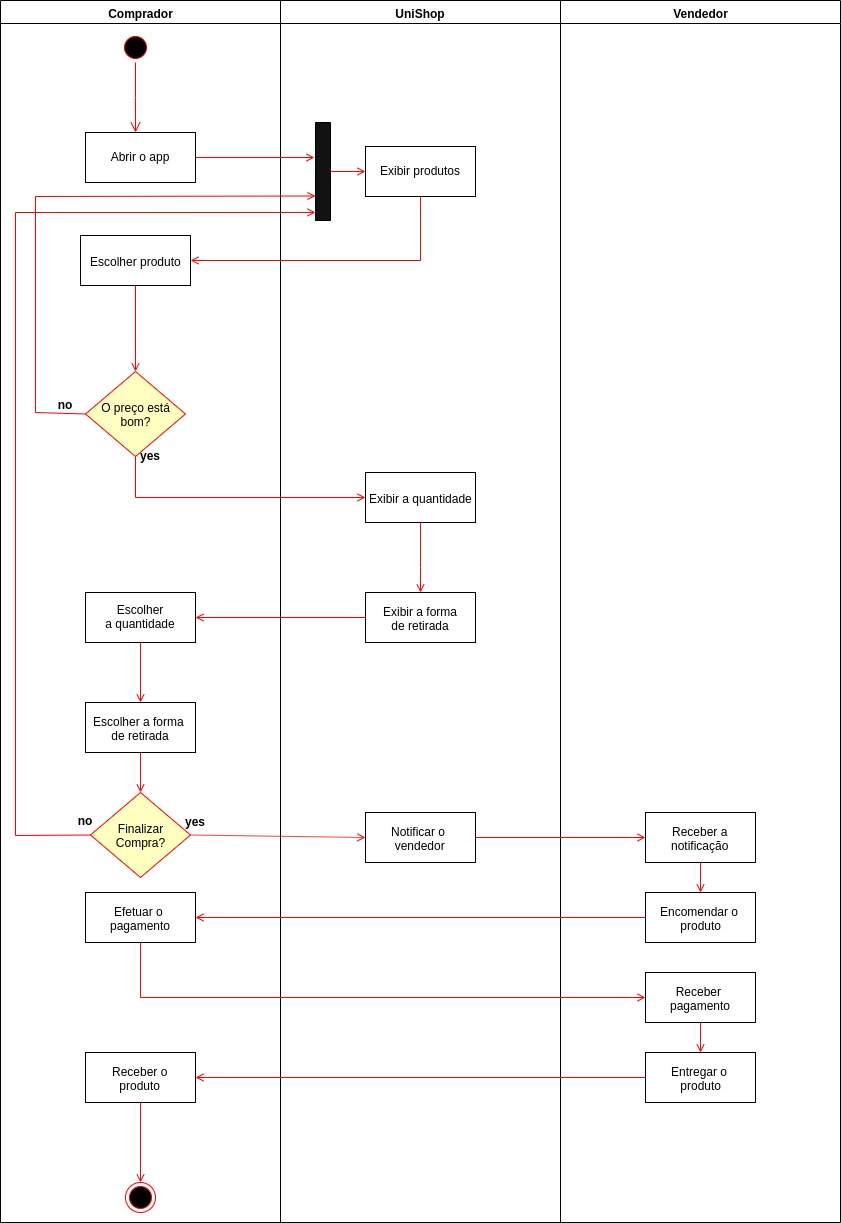 Comprador
UniShop
Vendedor
Abrir o app
Exibir produtos
Escolher produto
no
O preço está
bom?
yes
Exibir a quantidade
Escolher
a quantidade
Exibir a forma
de retirada
Escolher a forma
de retirada
no
Finalizar
Compra?
yes
Notificar o
vendedor
Receber a
notificação
Efetuar o
pagamento
Encomendar o
produto
Receber
pagamento
Receber o
produto
Entregar o
produto